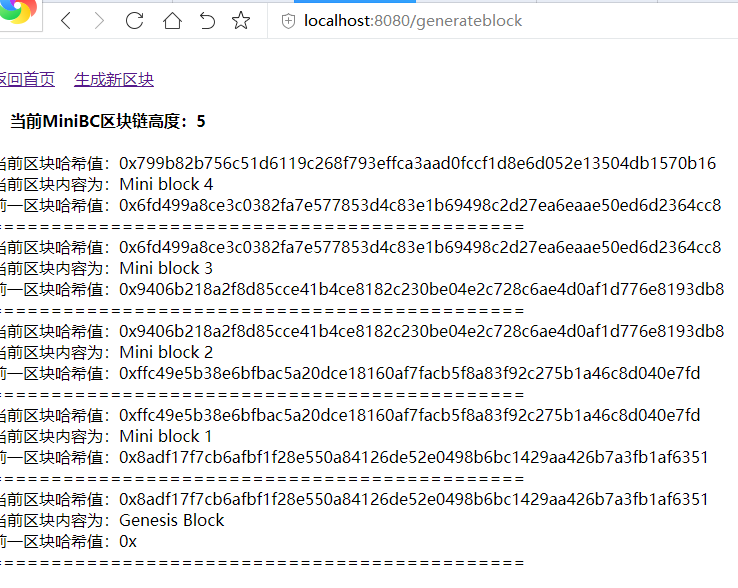 localhost:8080/generateblock
返回首页 生成新区块
当前MiniBC区块链高度：5
当前区块哈希值：0x799b82b756c51d6119c268f793effca3aad0fccf1d8e6d052e13504db1570b16
当前区块内容为：Mini block 4
前一区块哈希值：0x6fd499a8ce3c0382fa7e577853d4c83e1b69498c2d27ea6eaae50ed6d2364cc8
=============================================
当前区块哈希值：0x6fd499a8ce3c0382fa7e577853d4c83e1b69498c2d27ea6eaae50ed6d2364cc8
当前区块内容为：Mini block 3
前一区块哈希值：0x9406b218a2f8d85cce41b4ce8182c230be04e2c728c6ae4d0af1d776e8193db8
=============================================
当前区块哈希值：0x9406b218a2f8d85cce41b4ce8182c230be04e2c728c6ae4d0af1d776e8193db8
当前区块内容为：Mini block 2
前一区块哈希值：0xffc49e5b38e6bfbac5a20dce18160af7facb5f8a83f92c275b1a46c8d040e7fd
=============================================
当前区块哈希值：0xffc49e5b38e6bfbac5a20dce18160af7facb5f8a83f92c275b1a46c8d040e7fd
当前区块内容为：Mini block 1
前一区块哈希值：0x8adf17f7cb6afbf1f28e550a84126de52e0498b6bc1429aa426b7a3fb1af6351
=============================================
当前区块哈希值：0x8adf17f7cb6afbf1f28e550a84126de52e0498b6bc1429aa426b7a3fb1af6351
当前区块内容为：Genesis Block
前一区块哈希值：0x
=============================================